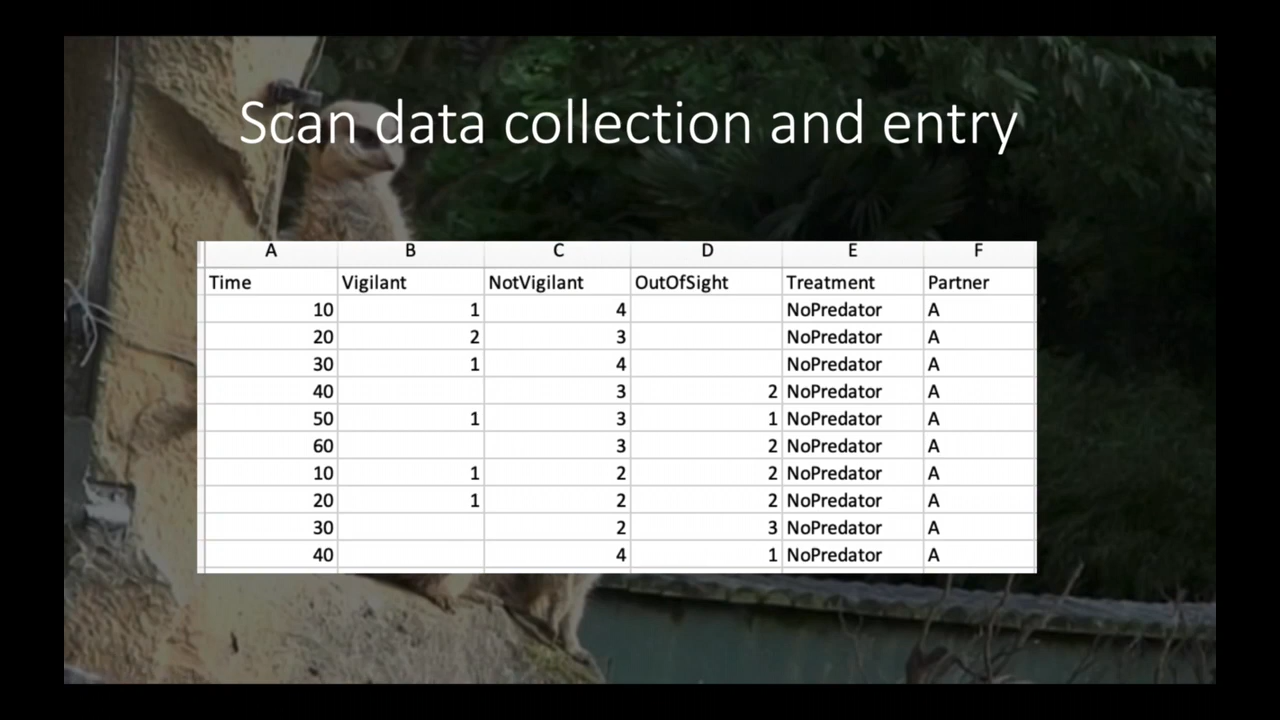 Scan data collection and entry
A B C D E F
Time Vigilant NotVigilant OutOfSight Treatment Partner
10 1 4 NoPredator A
20 2 3 NoPredator A
30 1 4 NoPredator A
40 3 2 NoPredator A
50 1 3 1 NoPredator A
60 3 2 NoPredator A
10 1 2 2 NoPredator A
20 1 2 2 NoPredator A
30 2 3 NoPredator A
40 4 1 NoPredator A